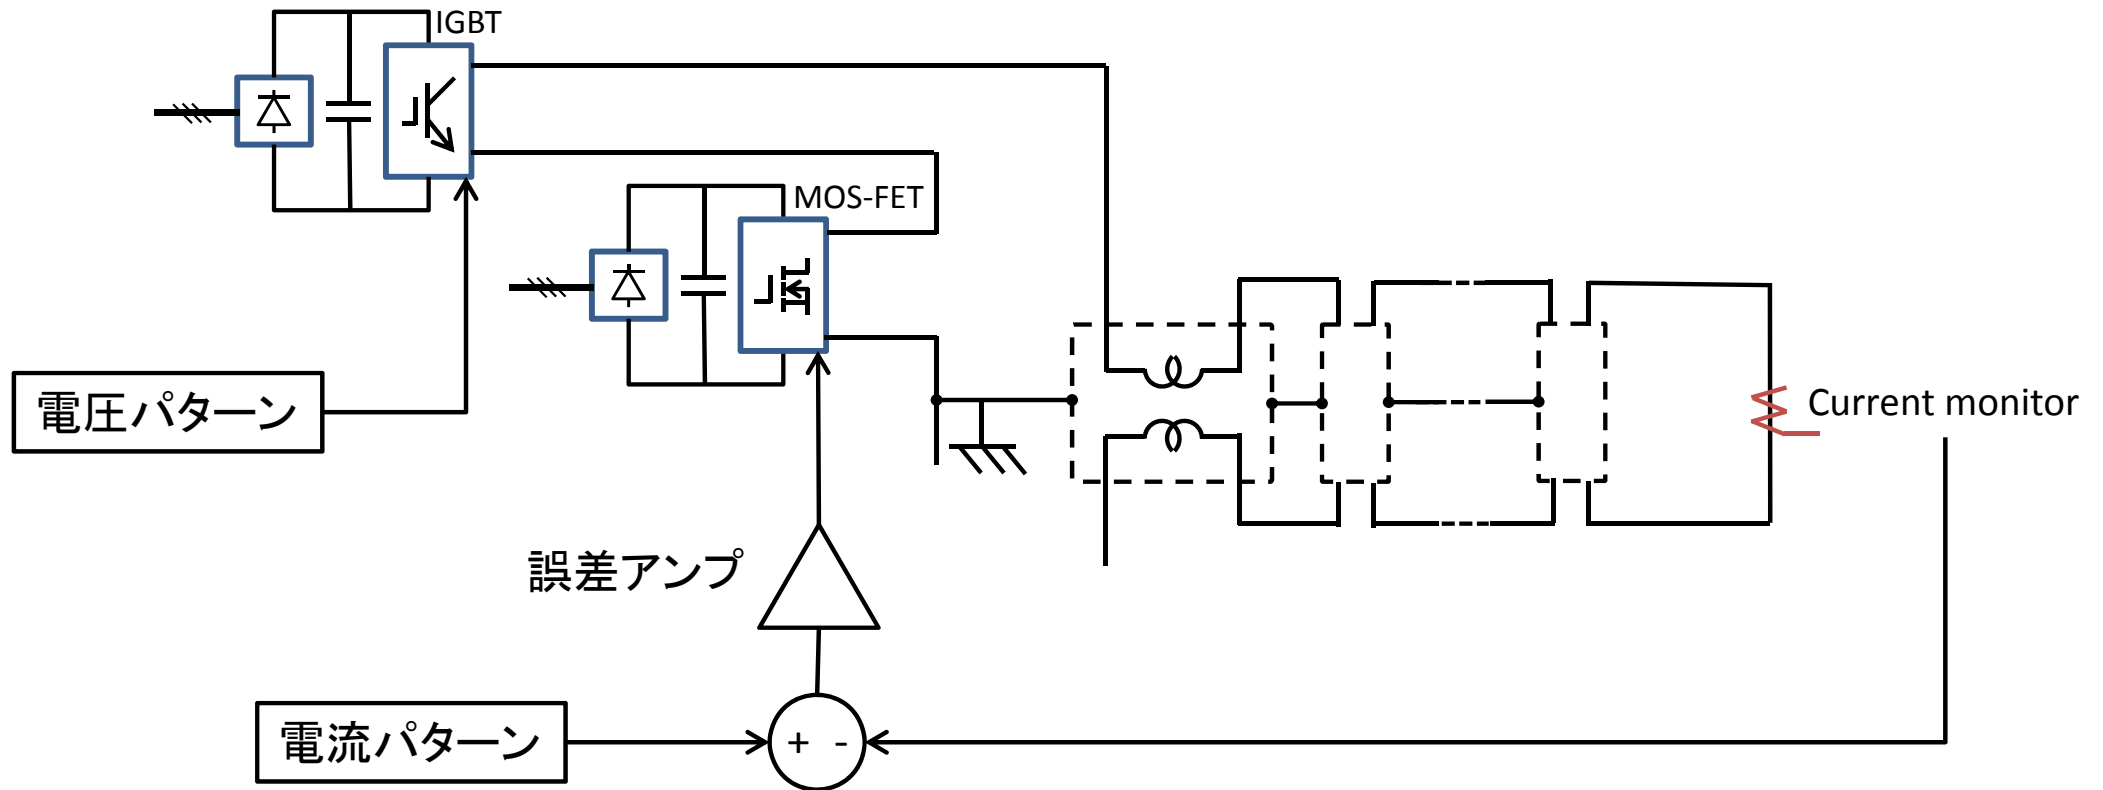 IGBT
MOS-FET
電圧パターン
Current monitor
誤差アンプ
電流パターン
+ -